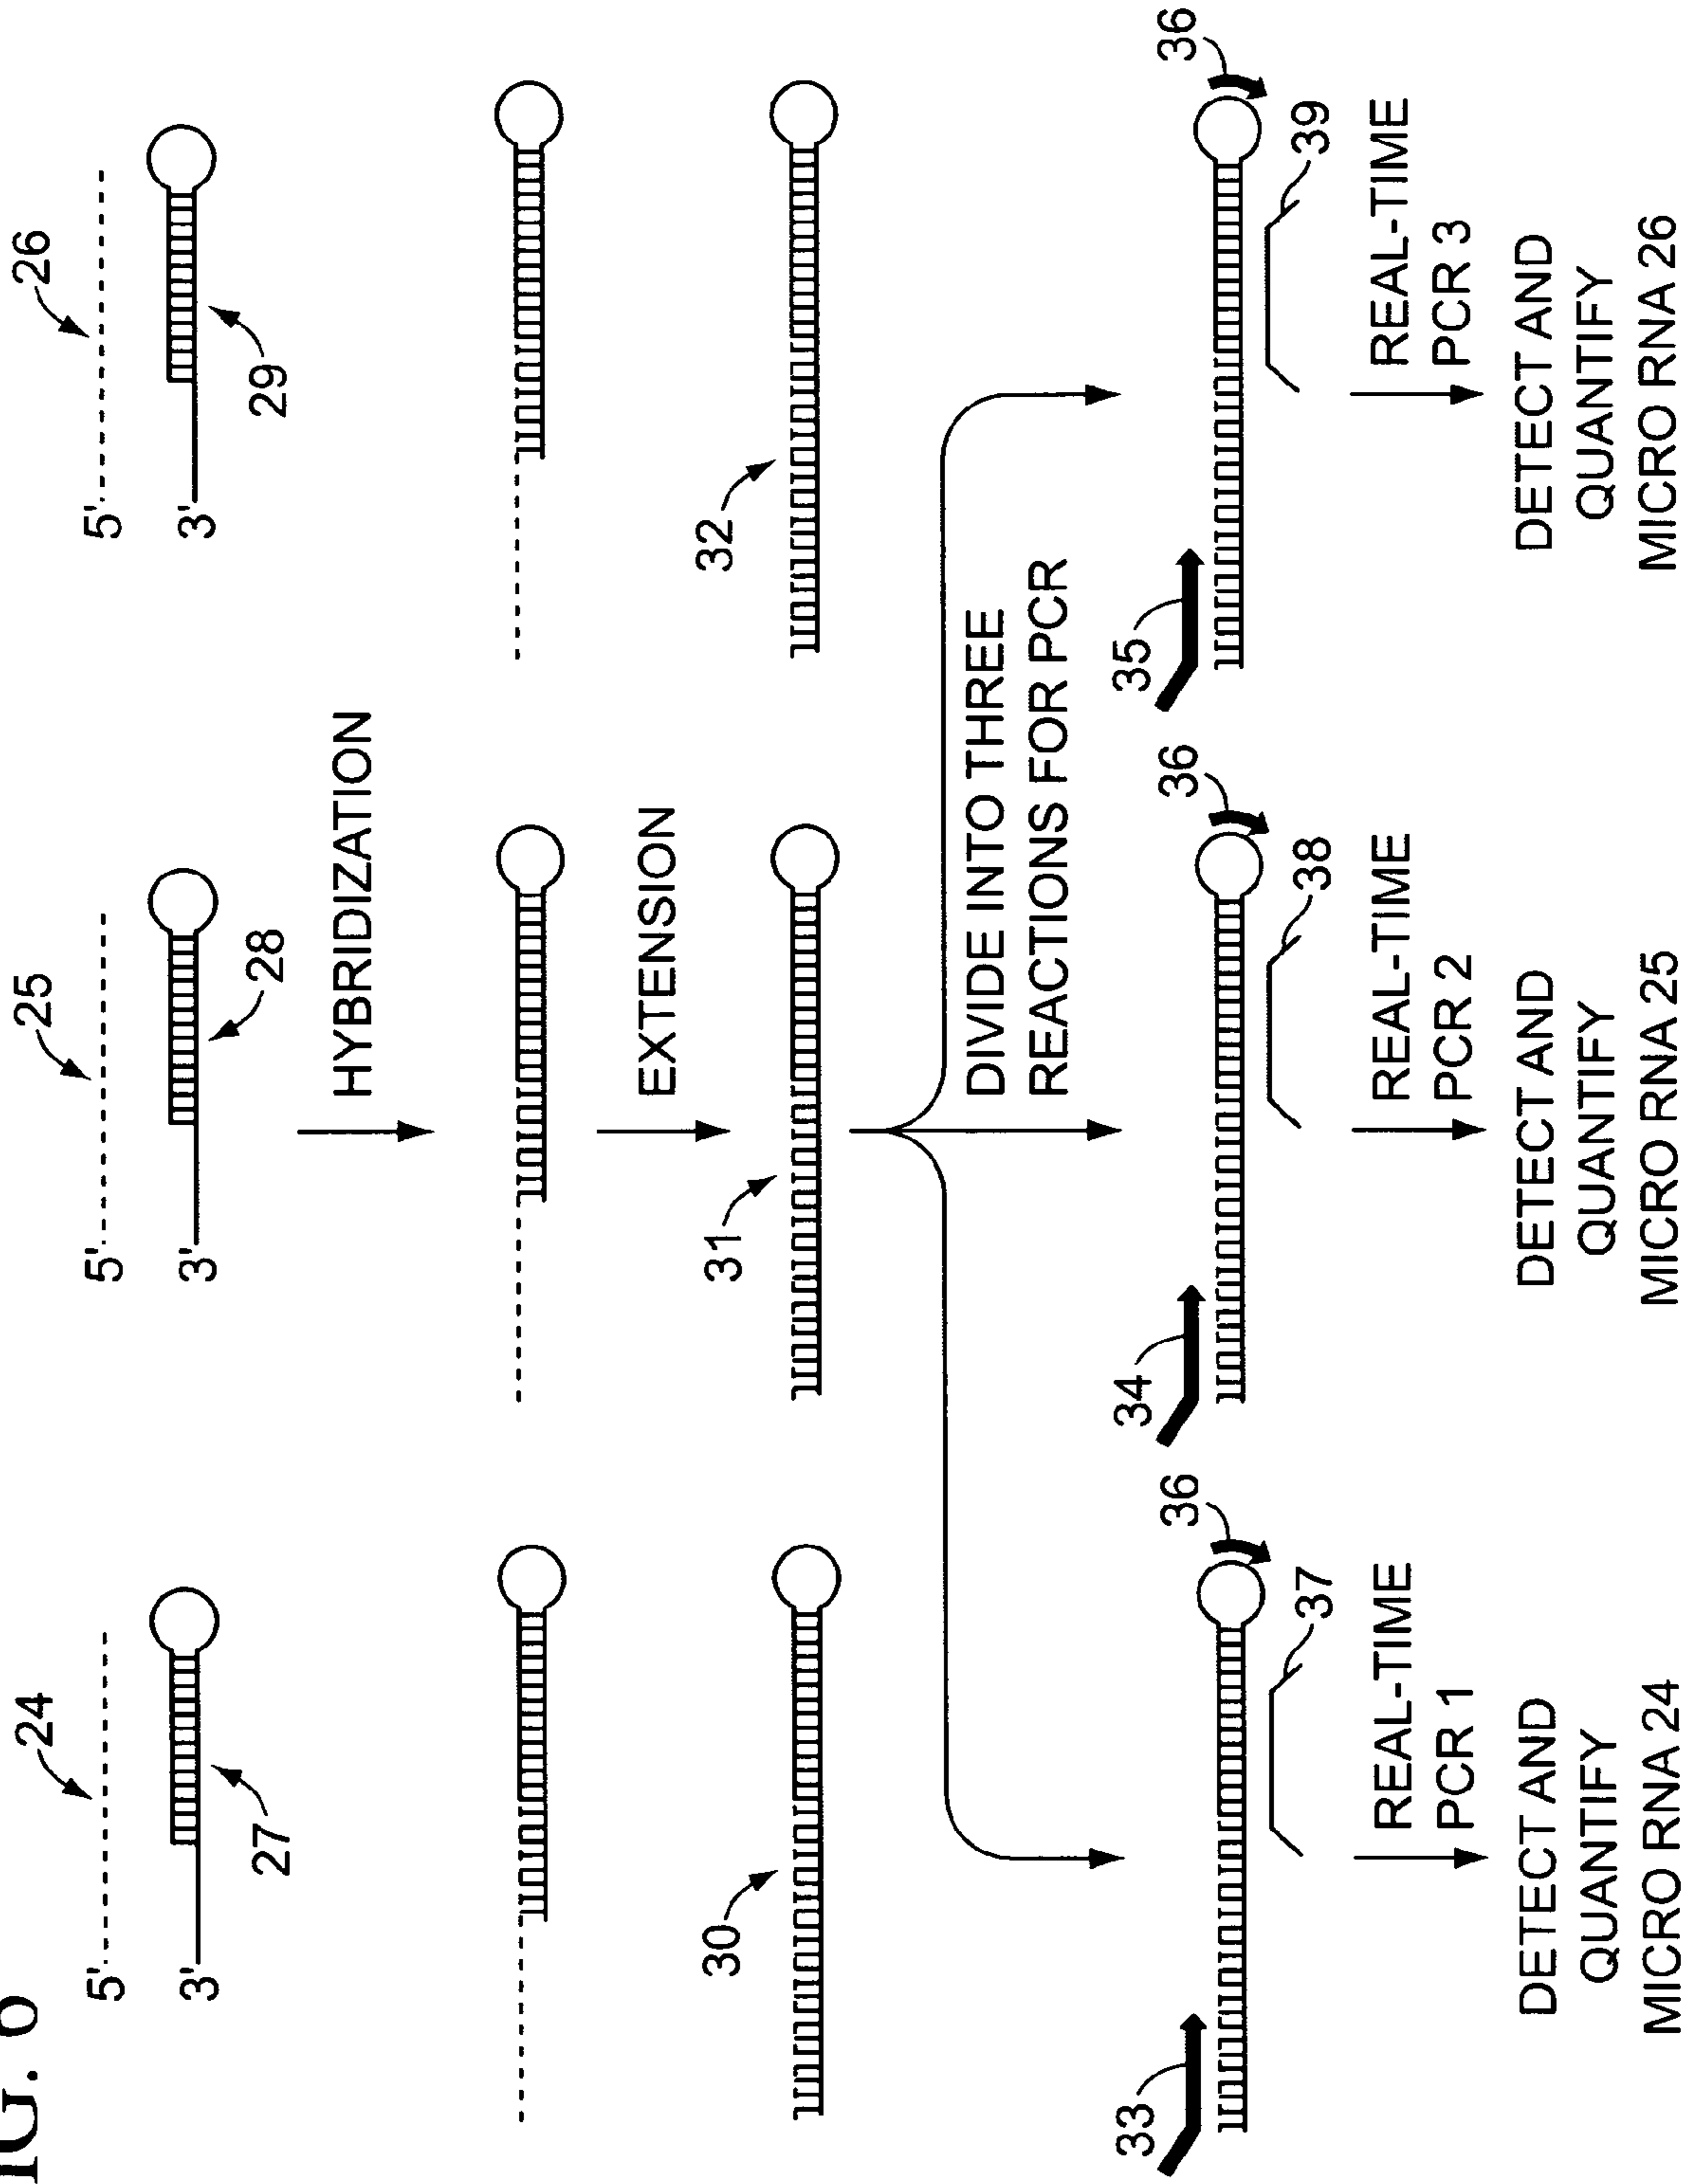 IG. 6
24
25
26
5'
5'
5'
3'
3'
3'
27
28
29
HYBRIDIZATION
EXTENSION
30
31
32
DIVIDE INTO THREE
REACTIONS FOR PCR
33
36
34
36
35
36
37
38
39
REAL-TIME
PCR 1
REAL-TIME
PCR 2
REAL-TIME
PCR 3
DETECT AND
QUANTIFY
MICRO RNA 24
DETECT AND
QUANTIFY
MICRO RNA 25
DETECT AND
QUANTIFY
MICRO RNA 26